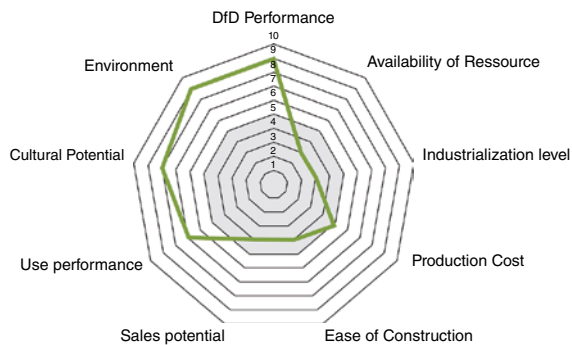 DfD Performance
10
9
8
7
6
5
4
3
2
1
Environment
Availability of Ressource
Cultural Potential
Industrialization level
Use performance
Production Cost
Sales potential
Ease of Construction